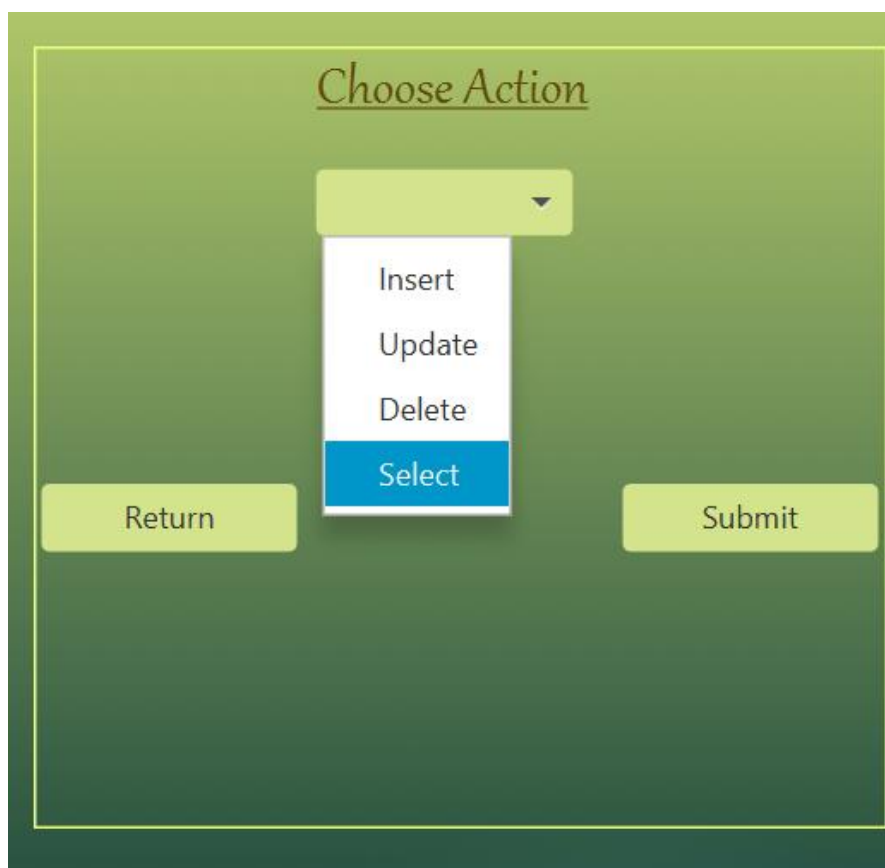 Choose Action
Insert
Update
Delete
Select
Return
Submit